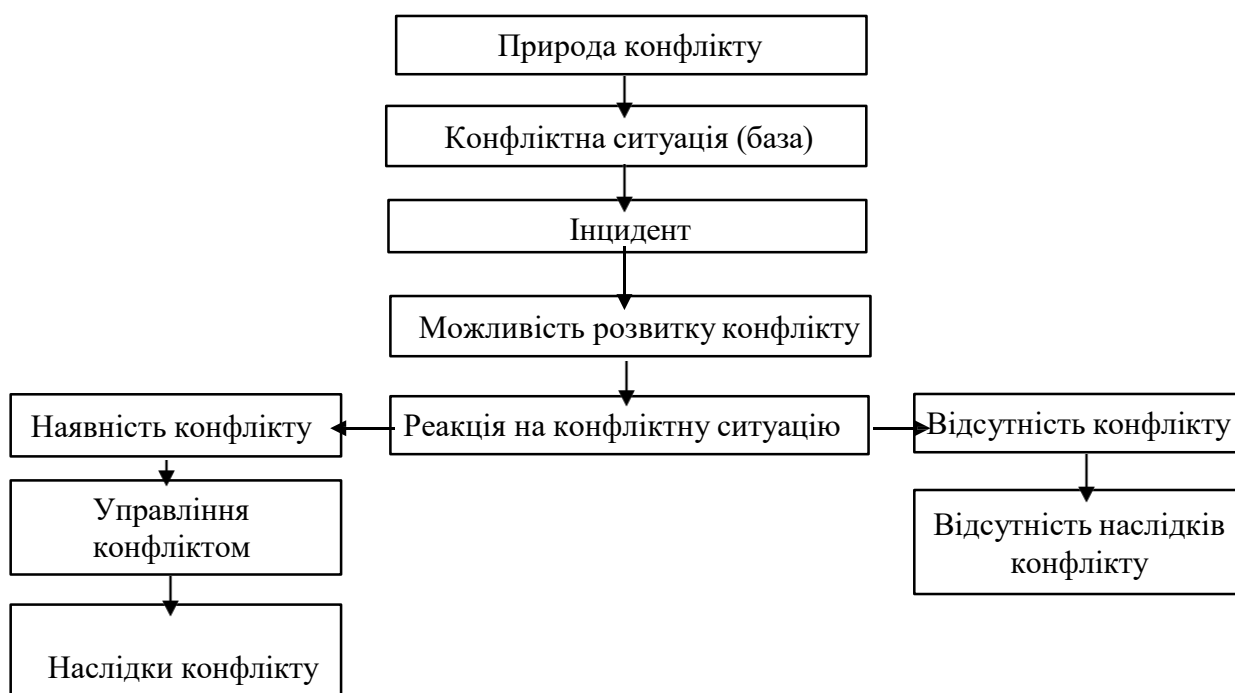 Природа конфлікту
Конфліктна ситуація (база)
Інцидент
Можливість розвитку конфлікту
Наявність конфлікту
Реакція на конфліктну ситуацію
Відсутність конфлікту
Управління
конфліктом
Відсутність наслідків
конфлікту
Наслідки конфлікту